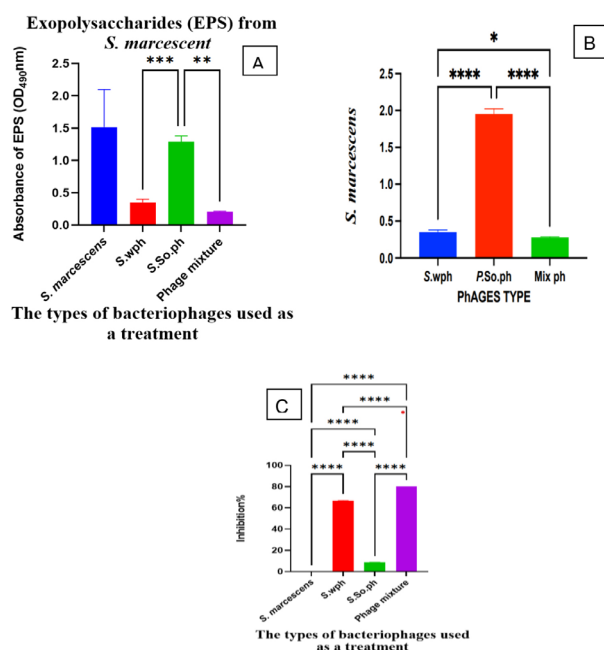 Exopolysaccharides (EPS) from
S. marcescent
A
***
**
Absorbance of EPS (OD490nm)
2.5
2.0
1.5
1.0
0.5
0.0
S. marcescens
S.wph
S.So.ph
Phage mixture
The types of bacteriophages used as
a treatment
B
*
****
****
S. marcescens
2.5
2.0
1.5
1.0
0.5
0.0
S.wph
P.So.ph
Mix ph
PhAGES TYPE
C
****
****
*
****
****
****
****
Inhibition%
100
80
60
40
20
0
S. marcescens
S.wph
S.So.ph
Phage mixture
The types of bacteriophages used
as a treatment